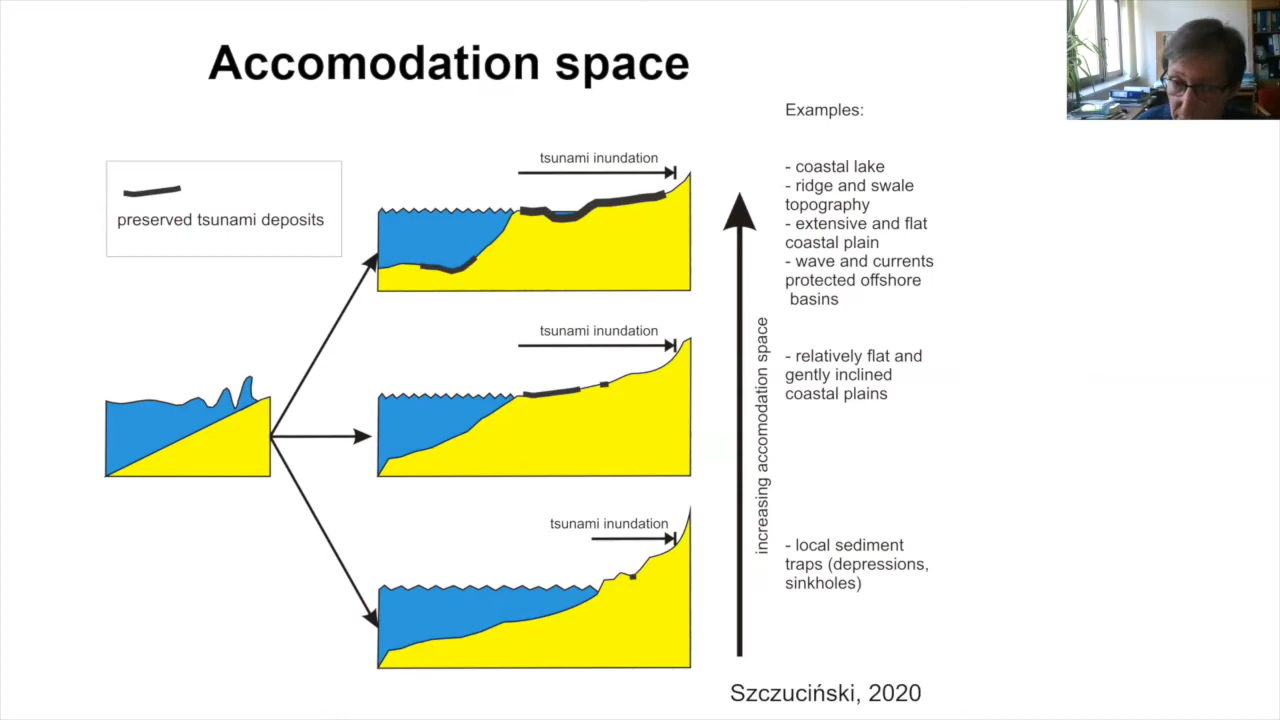 Accomodation space
preserved tsunami deposits
tsunami inundation
tsunami inundation
tsunami inundation
increasing accomodation space
Examples:
- coastal lake
- ridge and swale
topography
- extensive and flat
coastal plain
- wave and currents
protected offshore
basins
- relatively flat and
gently inclined
coastal plains
- local sediment
traps (depressions,
sinkholes)
Szczuciński, 2020